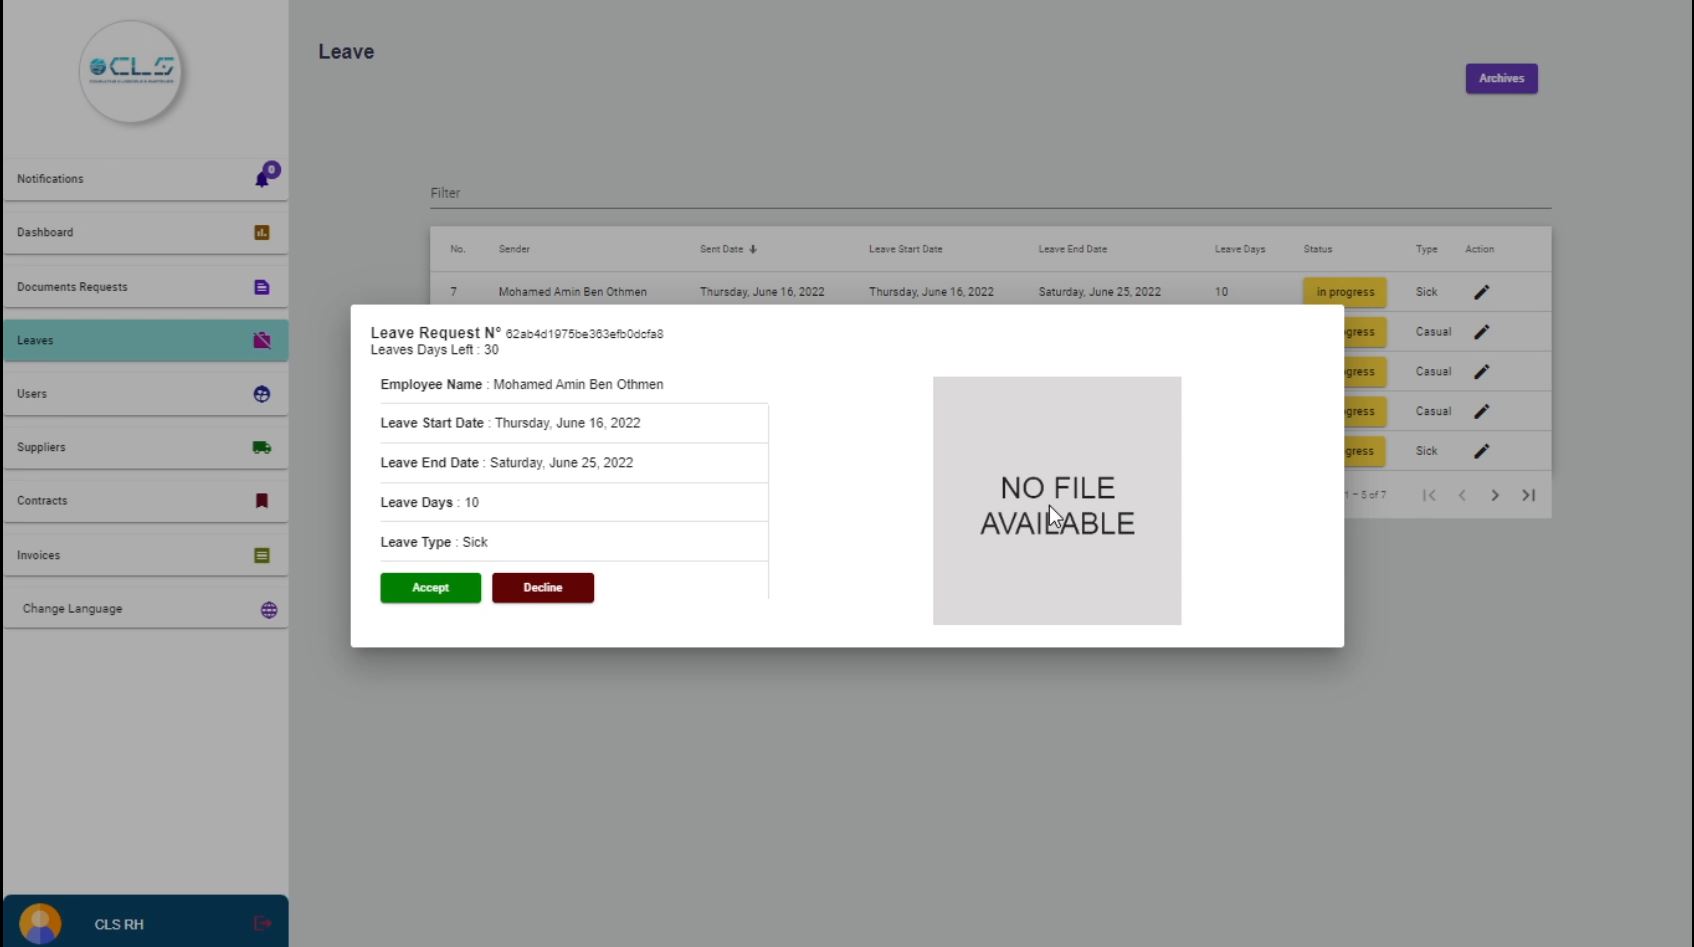 CLS
Leave
Archives
Notifications
0
Dashboard
Documents Requests
Leaves
Users
Suppliers
Contracts
Invoices
Change Language
CLS RH
Filter
No. Sender Sent Date Leave Start Date Leave End Date Leave Days Status Type Action
7 Mohamed Amin Ben Othmen Thursday, June 16, 2022 Thursday, June 16, 2022 Saturday, June 25, 2022 10 in progress Sick
gress Casual
gress Casual
gress Casual
gress Sick
1 – 5 of 7
Leave Request N° 62ab4d1975be363efb0dcfa8
Leaves Days Left : 30
Employee Name : Mohamed Amin Ben Othmen
Leave Start Date : Thursday, June 16, 2022
Leave End Date : Saturday, June 25, 2022
Leave Days : 10
Leave Type : Sick
Accept Decline
NO FILE
AVAILABLE